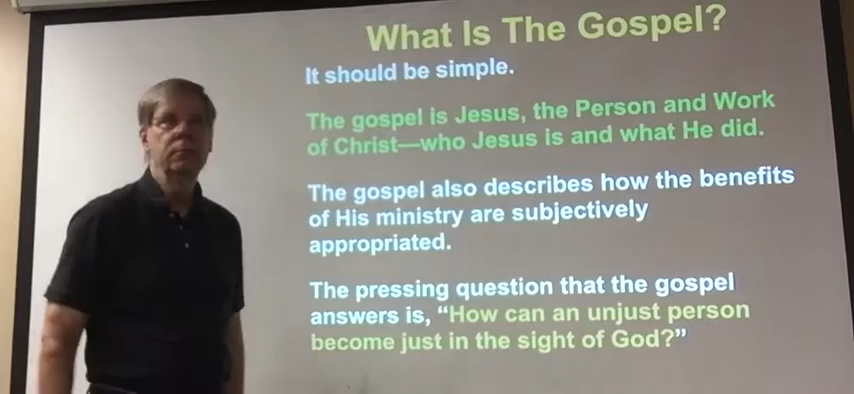 What Is The Gospel?
It should be simple.
The gospel is Jesus, the Person and Work
of Christ—who Jesus is and what He did.
The gospel also describes how the benefits
of His ministry are subjectively
appropriated.
The pressing question that the gospel
answers is, “How can an unjust person
become just in the sight of God?”